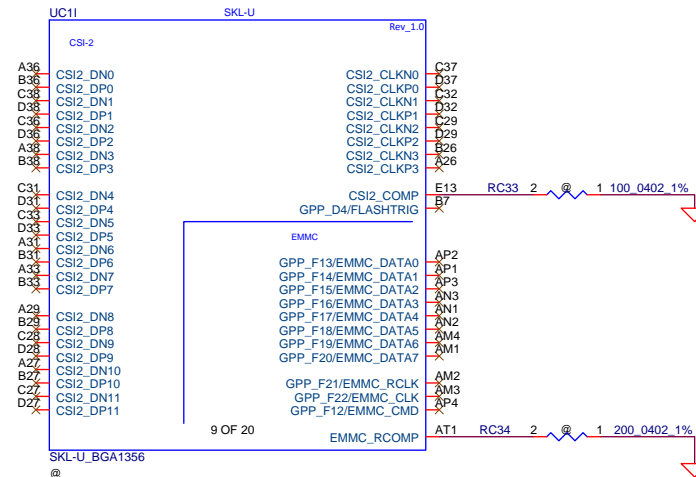 UC1I SKL-U
Rev_1.0
CSI-2
A36 CSI2_DN0 CSI2_CLKN0 C37
B36 CSI2_DP0 CSI2_CLKP0 D37
C38 CSI2_DN1 CSI2_CLKN1 C32
D38 CSI2_DP1 CSI2_CLKP1 D32
C36 CSI2_DN2 CSI2_CLKN2 C29
D36 CSI2_DP2 CSI2_CLKP2 D29
A38 CSI2_DN3 CSI2_CLKN3 B26
B38 CSI2_DP3 CSI2_CLKP3 A26
C31 CSI2_DN4 CSI2_COMP E13 RC33 2 @ 1 100_0402_1%
D31 CSI2_DP4 GPP_D4/FLASHTRIG B7
C33 CSI2_DN5
D33 CSI2_DP5 EMMC
A31 CSI2_DN6
B31 CSI2_DP6 GPP_F13/EMMC_DATA0 AP2
A33 CSI2_DN7 GPP_F14/EMMC_DATA1 AP1
B33 CSI2_DP7 GPP_F15/EMMC_DATA2 AP3
GPP_F16/EMMC_DATA3 AN3
A29 CSI2_DN8 GPP_F17/EMMC_DATA4 AN1
B29 CSI2_DP8 GPP_F18/EMMC_DATA5 AN2
C28 CSI2_DN9 GPP_F19/EMMC_DATA6 AM4
D28 CSI2_DP9 GPP_F20/EMMC_DATA7 AM1
A27 CSI2_DN10
B27 CSI2_DP10 GPP_F21/EMMC_RCLK AM2
C27 CSI2_DN11 GPP_F22/EMMC_CLK AM3
D27 CSI2_DP11 GPP_F12/EMMC_CMD AP4
9 OF 20
EMMC_RCOMP AT1 RC34 2 @ 1 200_0402_1%
SKL-U_BGA1356
@